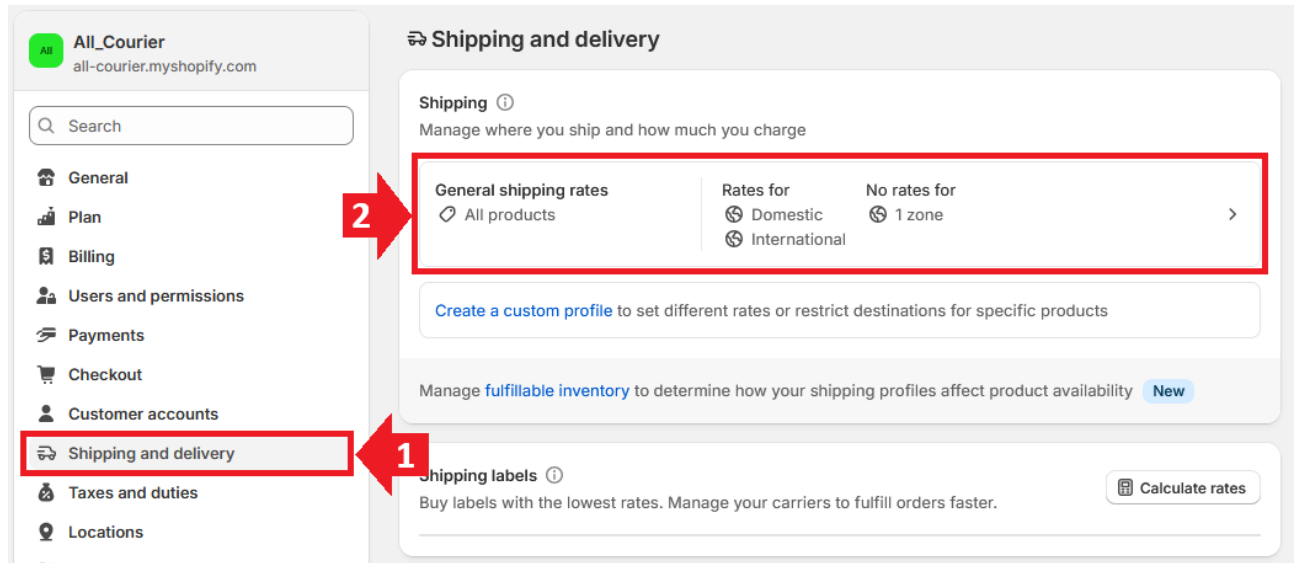 All
All_Courier
all-courier.myshopify.com
Search
General
Plan
Billing
Users and permissions
Payments
Checkout
Customer accounts
Shipping and delivery
Taxes and duties
Locations
1
Shipping and delivery
Shipping
Manage where you ship and how much you charge
2
General shipping rates
All products
Rates for
Domestic
International
No rates for
1 zone
Create a custom profile to set different rates or restrict destinations for specific products
Manage fulfillable inventory to determine how your shipping profiles affect product availability New
Shipping labels
Buy labels with the lowest rates. Manage your carriers to fulfill orders faster.
Calculate rates